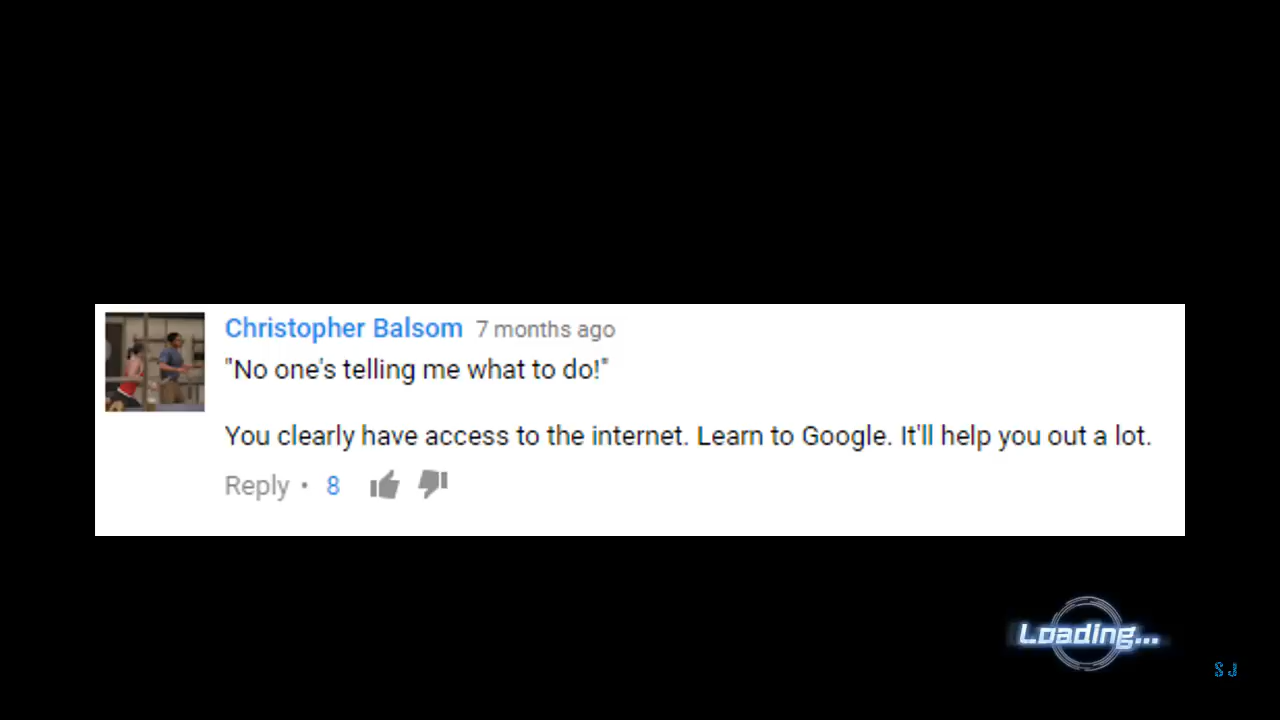 Christopher Balsom 7 months ago
"No one's telling me what to do!"
You clearly have access to the internet. Learn to Google. It'll help you out a lot.
Reply • 8
Loading...
SJ